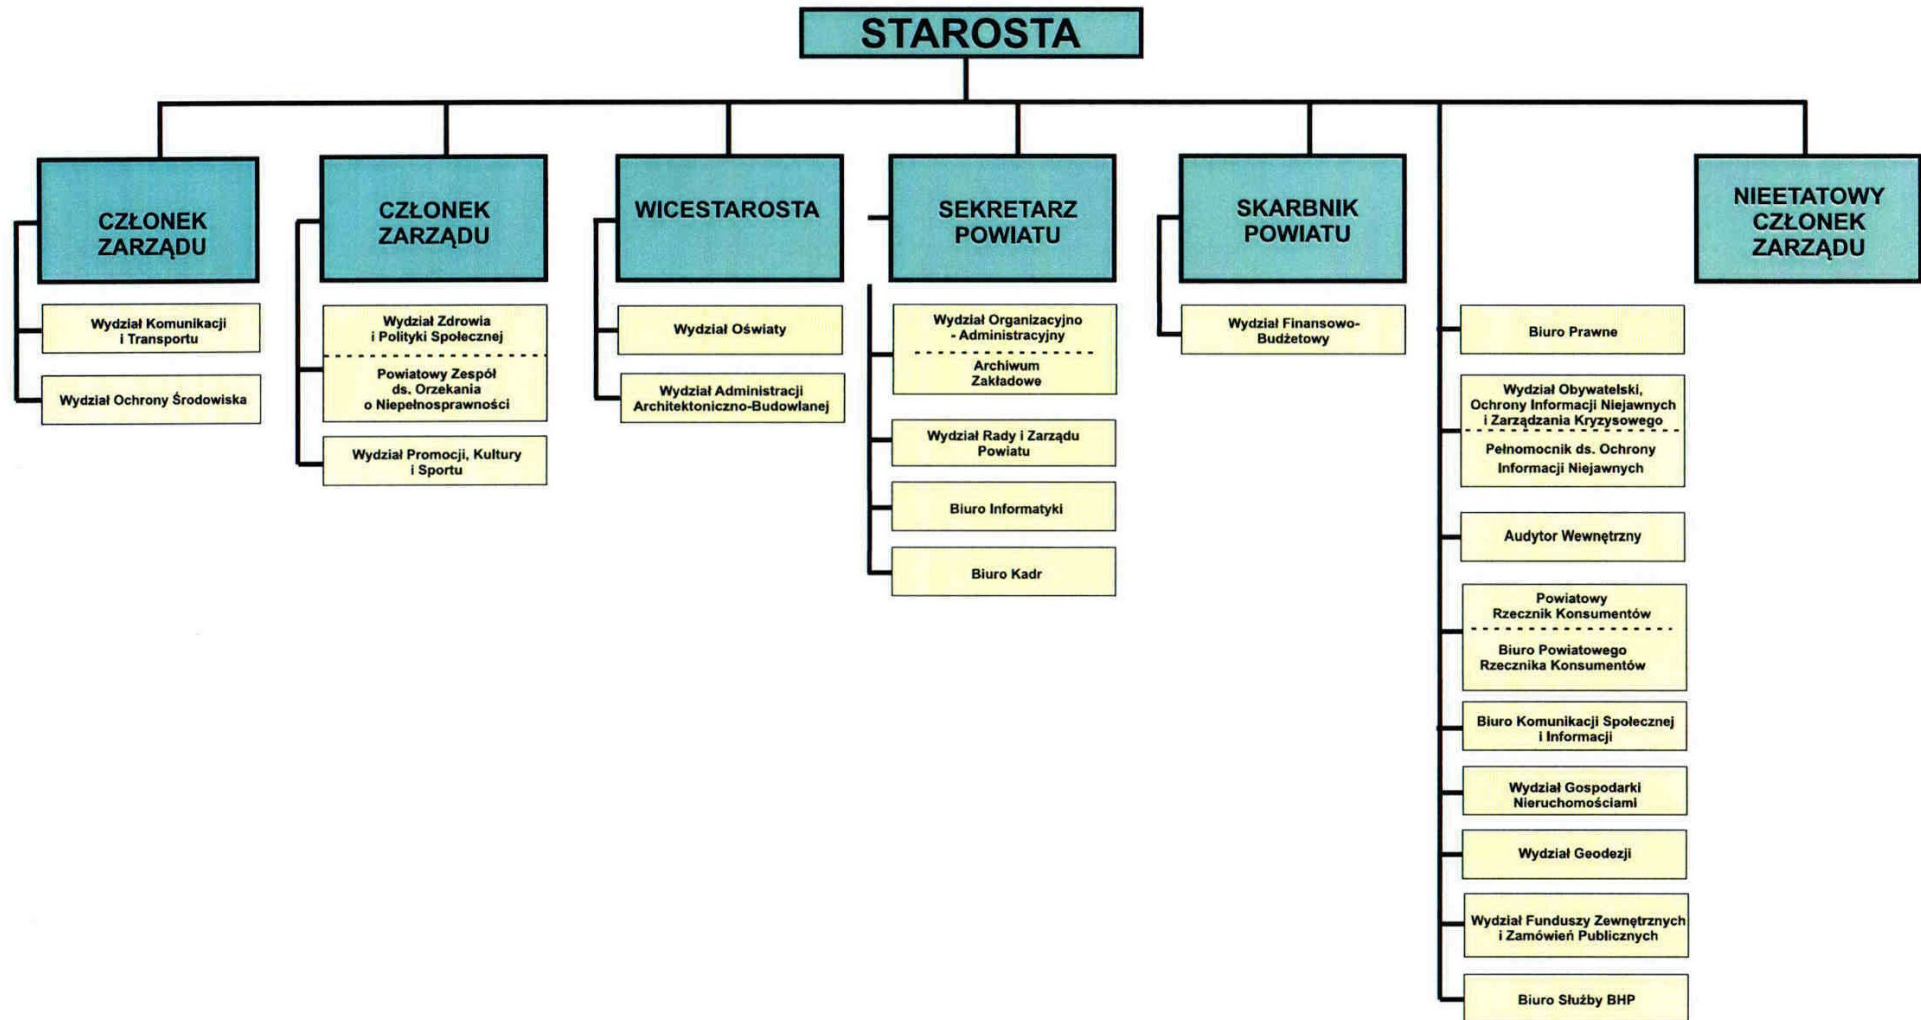 STAROSTA
CZŁONEK
ZARZĄDU
Wydział Komunikacji
i Transportu
Wydział Ochrony Środowiska
CZŁONEK
ZARZĄDU
Wydział Zdrowia
i Polityki Społecznej
Powiatowy Zespół
ds. Orzekania
o Niepełnosprawności
Wydział Promocji, Kultury
i Sportu
WICESTAROSTA
Wydział Oświaty
Wydział Administracji
Architektoniczno-Budowlanej
SEKRETARZ
POWIATU
Wydział Organizacyjno
- Administracyjny
Archiwum
Zakładowe
Wydział Rady i Zarządu
Powiatu
Biuro Informatyki
Biuro Kadr
SKARBNIK
POWIATU
Wydział Finansowo-
Budżetowy
Biuro Prawne
Wydział Obywatelski,
Ochrony Informacji Niejawnych
i Zarządzania Kryzysowego
Pełnomocnik ds. Ochrony
Informacji Niejawnych
Audytor Wewnętrzny
Powiatowy
Rzecznik Konsumentów
Biuro Powiatowego
Rzecznika Konsumentów
Biuro Komunikacji Społecznej
i Informacji
Wydział Gospodarki
Nieruchomościami
Wydział Geodezji
Wydział Funduszy Zewnętrznych
i Zamówień Publicznych
Biuro Służby BHP
NIEETATOWY
CZŁONEK
ZARZĄDU